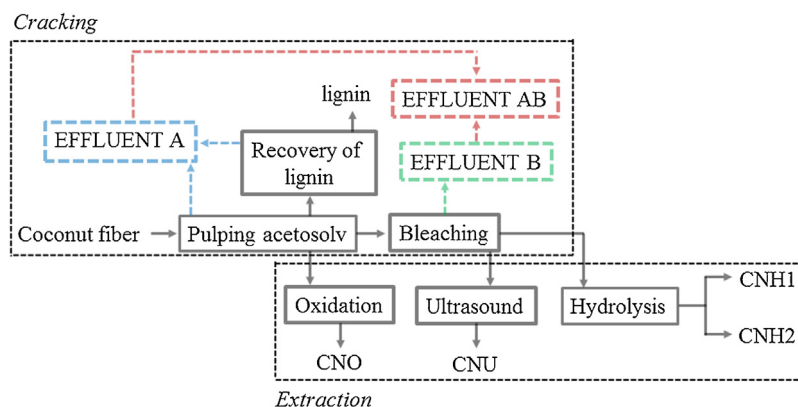 Cracking
lignin
EFFLUENT AB
EFFLUENT A
Recovery of
lignin
EFFLUENT B
Coconut fiber
Pulping acetosolv
Bleaching
Oxidation
Ultrasound
Hydrolysis
CNH1
CNH2
CNO
CNU
Extraction